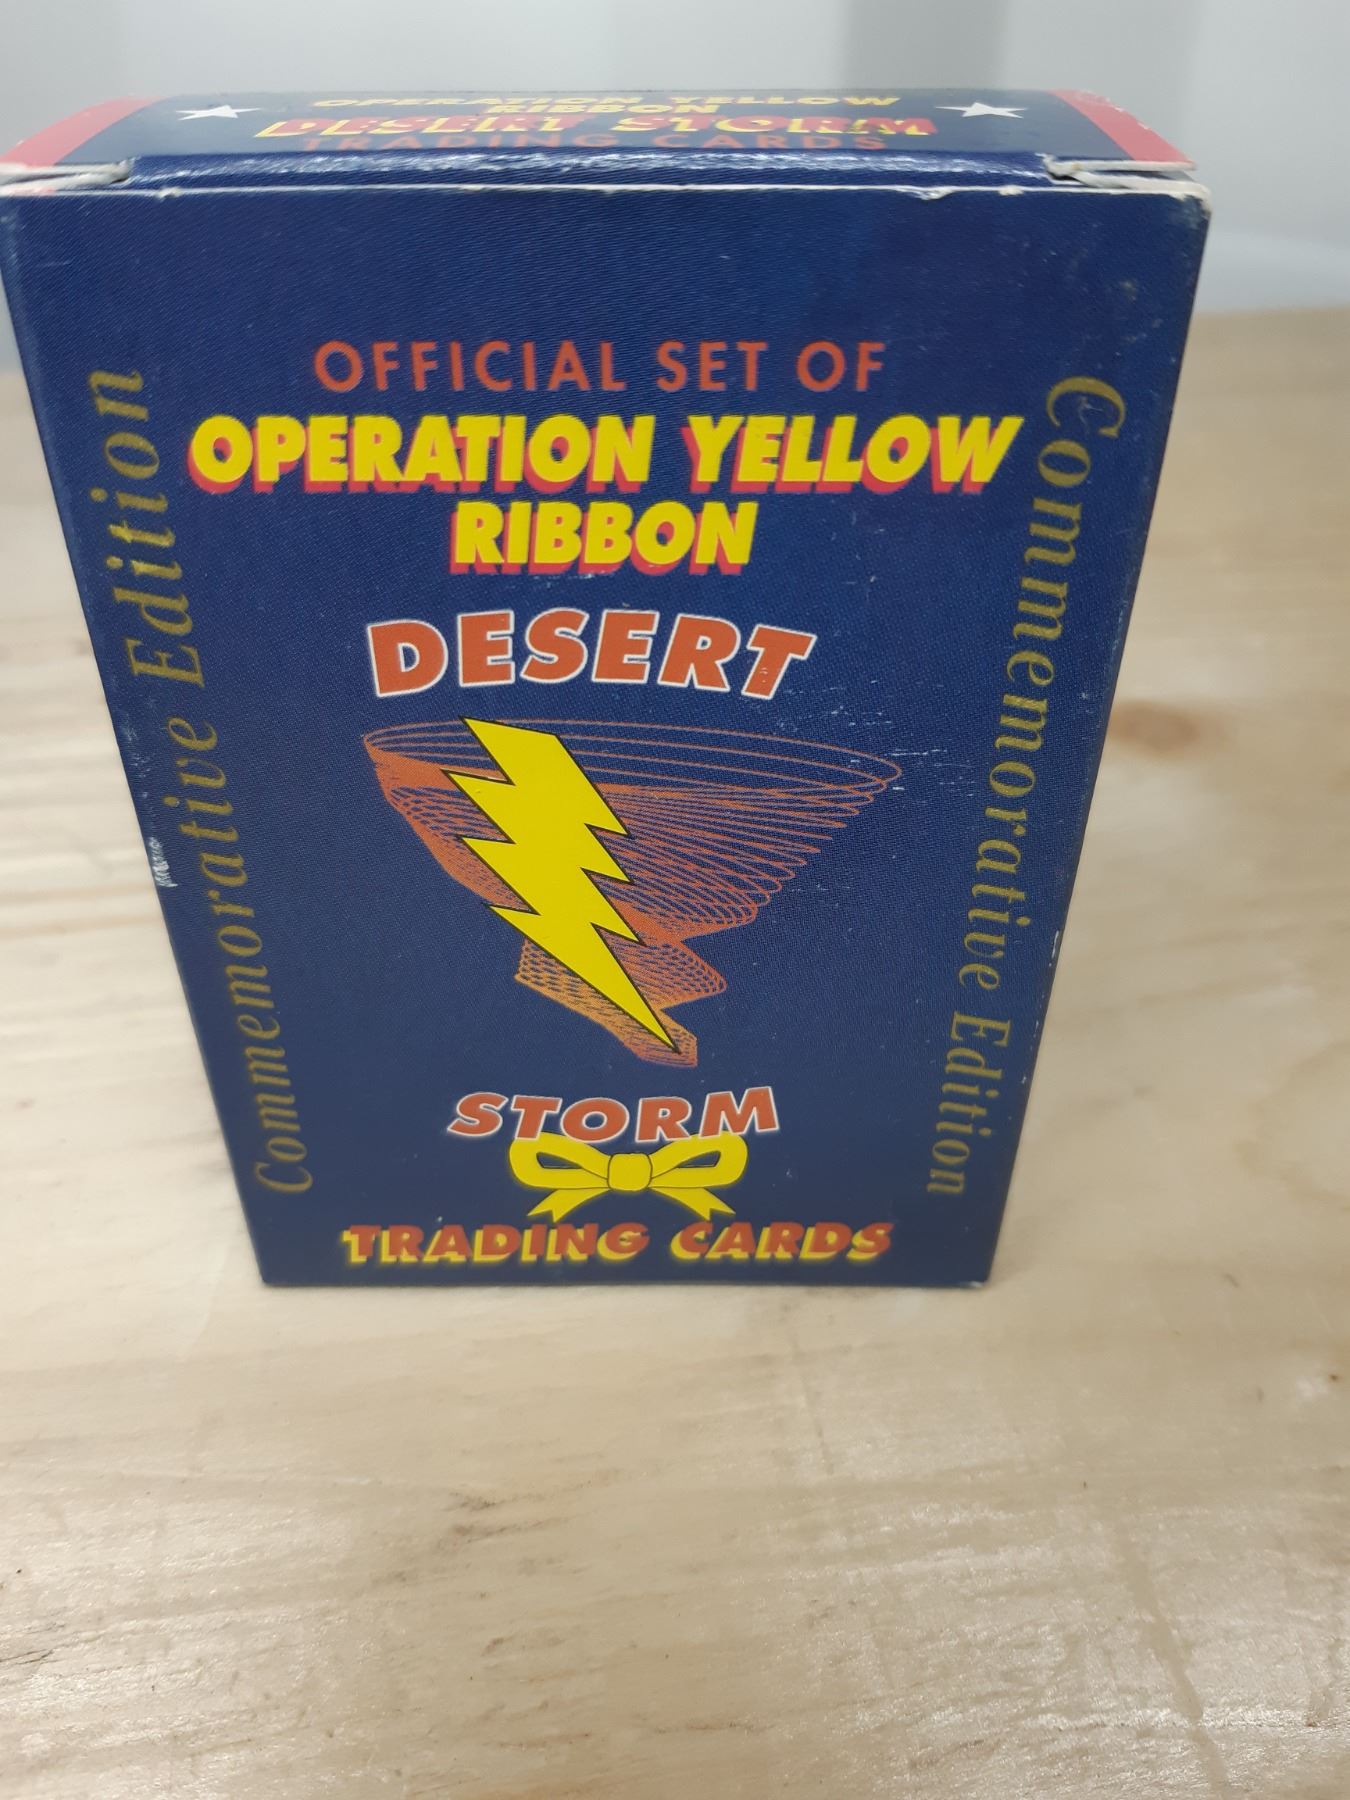 OPERATION YELLOW
RIBBON
DESERT STORM
TRADING CARDS
OFFICIAL SET OF
OPERATION YELLOW
RIBBON
DESERT
STORM
TRADING CARDS
Commemorative Edition
Commemorative Edition